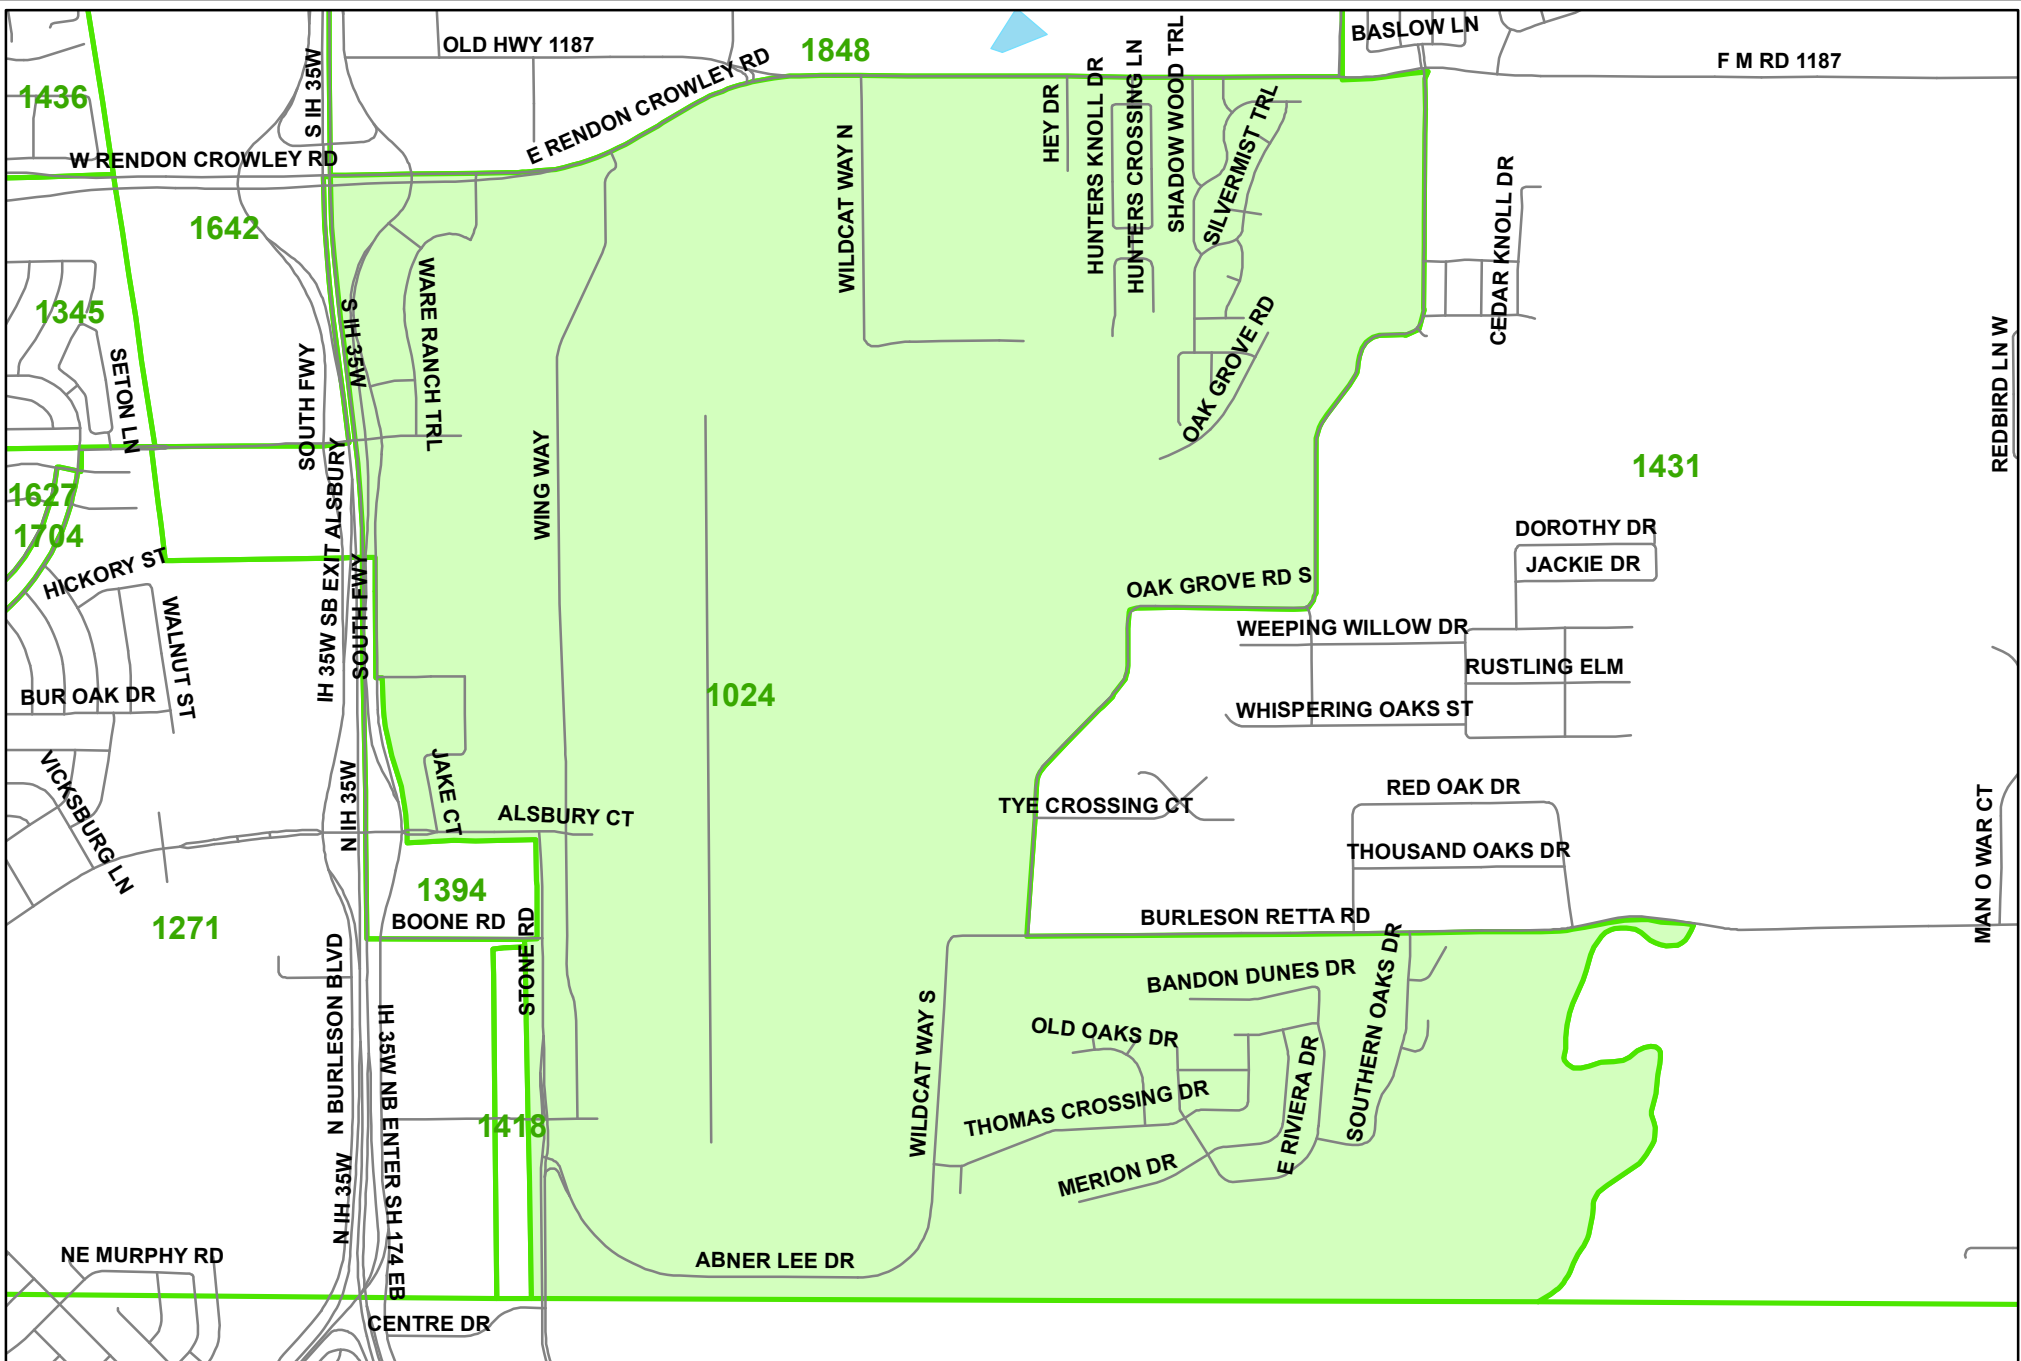 BASLOW LN
OLD HWY 1187
1848
F M RD 1187
S IH 35W
1436
E RENDON CROWLEY RD
HEY DR
HUNTERS KNOLL DR
HUNTERS CROSSING LN
SHADOW WOOD TRL
SILVERMIST TRL
WILDCAT WAY N
W RENDON CROWLEY RD
1642
CEDAR KNOLL DR
1345
S IH 35W
WARE RANCH TRL
SETON LN
SOUTH FWY
OAK GROVE RD
REDBIRD LN W
1431
WING WAY
1627
1704
IH 35W SB EXIT ALSBURY
SOUTH FWY
HICKORY ST
WALNUT ST
DOROTHY DR
JACKIE DR
OAK GROVE RD S
WEEPING WILLOW DR
RUSTLING ELM
BUR OAK DR
1024
WHISPERING OAKS ST
VICKSBURG LN
N IH 35W
JAKE CT
ALSBURY CT
TYE CROSSING CT
RED OAK DR
THOUSAND OAKS DR
MAN O WAR CT
1394
BOONE RD
1271
STONE RD
BURLESON RETTA RD
N BURLESON BLVD
IH 35W NB ENTER SH 174 EB
BANDON DUNES DR
OLD OAKS DR
SOUTHERN OAKS DR
WILDCAT WAY S
THOMAS CROSSING DR
E RIVIERA DR
1418
MERION DR
N IH 35W
NE MURPHY RD
ABNER LEE DR
CENTRE DR